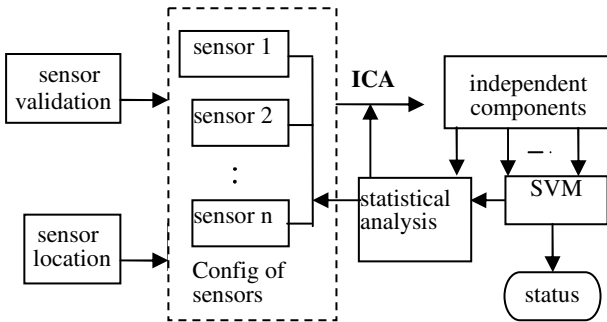 sensor
validation
sensor
location
sensor 1
sensor 2
:
sensor n
Config of
sensors
ICA
independent
components
statistical
analysis
SVM
status